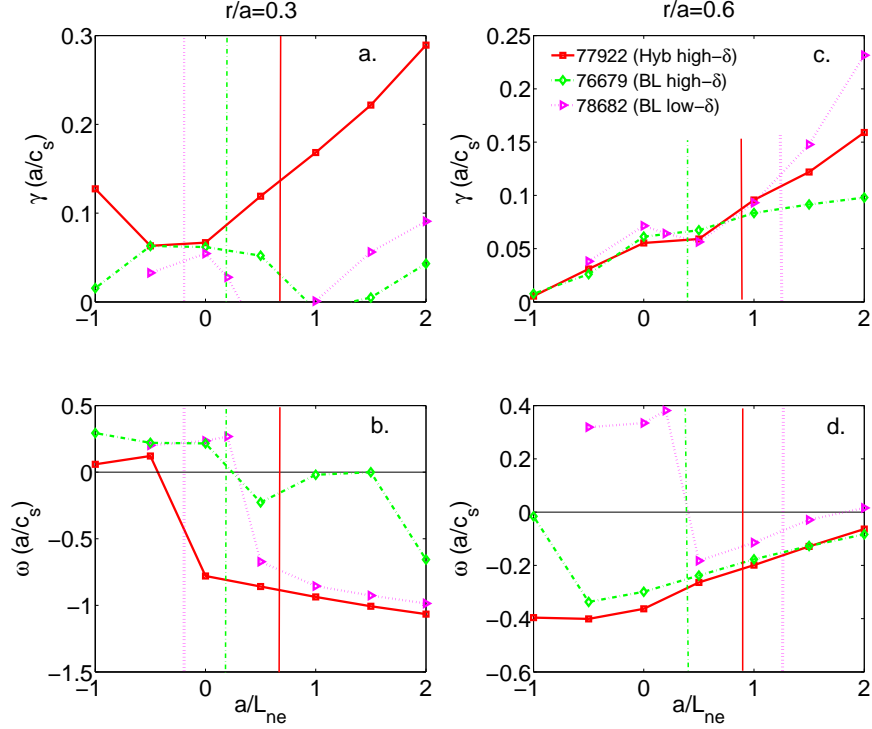 r/a=0.3
r/a=0.6
a.
0.3
0.2
0.1
0
γ (a/c_s)
−1
0
1
2
c.
77922 (Hyb high−δ)
76679 (BL high−δ)
78682 (BL low−δ)
0.25
0.2
0.15
0.1
0.05
0
γ (a/c_s)
−1
0
1
2
b.
0.5
0
−0.5
−1
−1.5
ω (a/c_s)
−1
0
1
2
a/L_ne
d.
0.4
0.2
0
−0.2
−0.4
−0.6
ω (a/c_s)
−1
0
1
2
a/L_ne